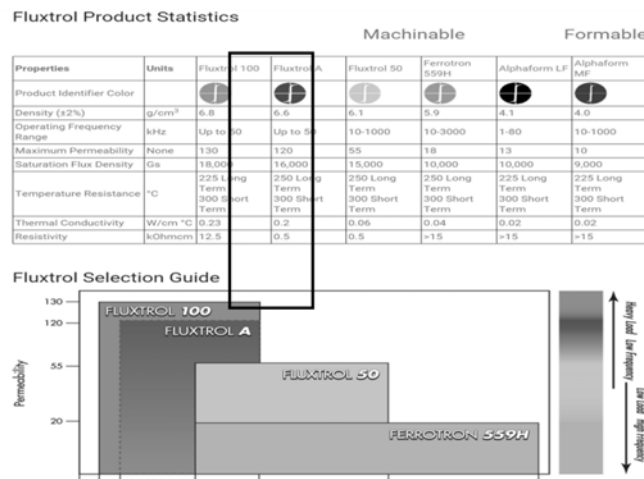 Fluxtrol Product Statistics
Machinable Formable
Properties Units Fluxtrol 100 Fluxtrol A Fluxtrol 50 Ferrotron 559H Alphaform LF Alphaform MF
Product Identifier Color
Density (±2%) g/cm³ 6.8 6.6 6.1 5.9 4.1 4.0
Operating Frequency Range kHz Up to 50 Up to 50 10-1000 10-3000 1-80 10-1000
Maximum Permeability None 130 120 55 18 13 10
Saturation Flux Density Gs 18,000 16,000 15,000 10,000 10,000 9,000
Temperature Resistance °C 225 Long Term 300 Short Term 250 Long Term 300 Short Term 250 Long Term 300 Short Term 250 Long Term 300 Short Term 225 Long Term 300 Short Term 225 Long Term 300 Short Term
Thermal Conductivity W/cm °C 0.23 0.2 0.06 0.04 0.02 0.02
Resistivity kOhmcm 12.5 0.5 0.5 >15 >15 >15
Fluxtrol Selection Guide
130
FLUXTROL 100
120
FLUXTROL A
55
FLUXTROL 50
20
FERROTRON 559H
Permeability
Heavy Load Low Frequency
Low Load High Frequency